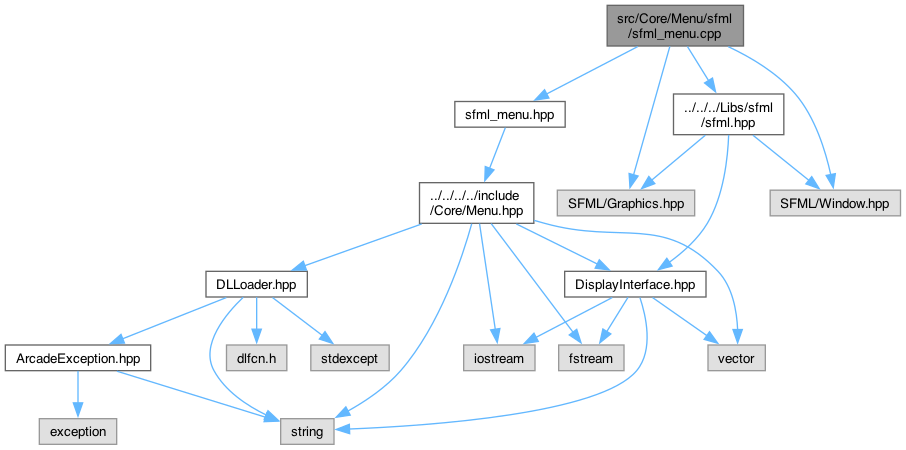 src/Core/Menu/sfml
/sfml_menu.cpp
sfml_menu.hpp
../../../Libs/sfml
/sfml.hpp
../../../../include
/Core/Menu.hpp
SFML/Graphics.hpp
SFML/Window.hpp
DLLoader.hpp
DisplayInterface.hpp
ArcadeException.hpp
dlfcn.h
stdexcept
iostream
fstream
vector
exception
string